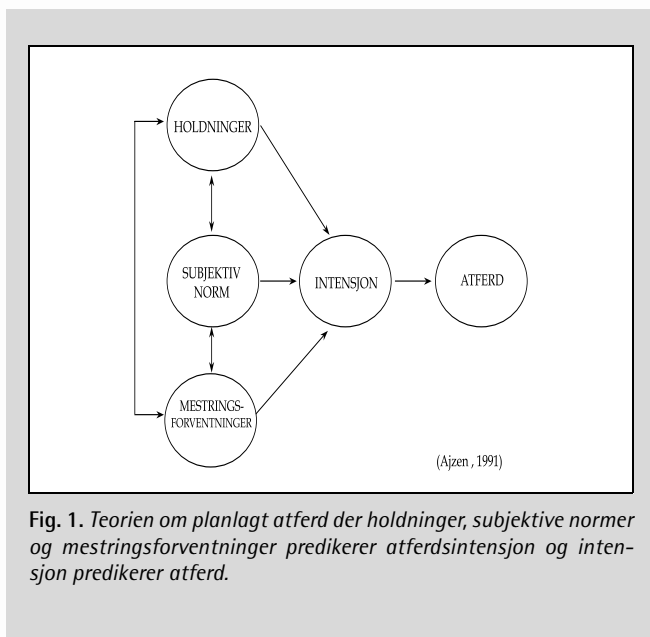 HOLDNINGER
SUBJEKTIV
NORM
INTENSJON
ATFERD
MESTRINGS-
FORVENTNINGER
(Ajzen , 1991)
Fig. 1. Teorien om planlagt atferd der holdninger, subjektive normer
og mestringsforventninger predikerer atferdsintensjon og inten-
sjon predikerer atferd.